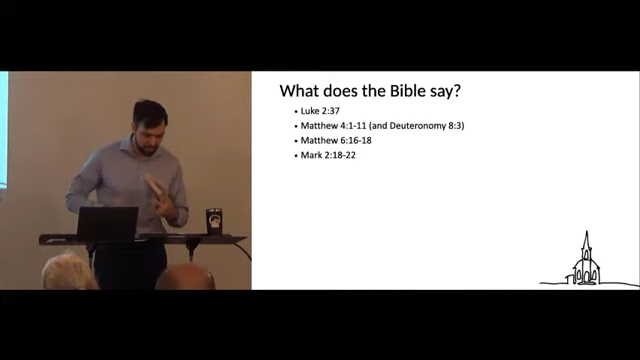 What does the Bible say?
• Luke 2:37
• Matthew 4:1-11 (and Deuteronomy 8:3)
• Matthew 6:16-18
• Mark 2:18-22